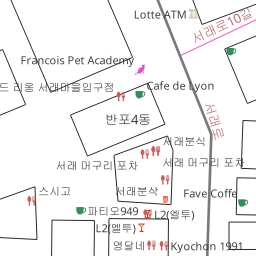 Lotte ATM
서래로10길
Francois Pet Academy
드 리옹 서래마을입구점
Cafe de Lyon
서래로
반포4동
서래분식
서래 머구리 포차
서래 머구리 포차
스시고
서래분삭
Fave Coffe
파티오949
L2(엘투)
L2(엘투)
영달네
Kyochon 1991